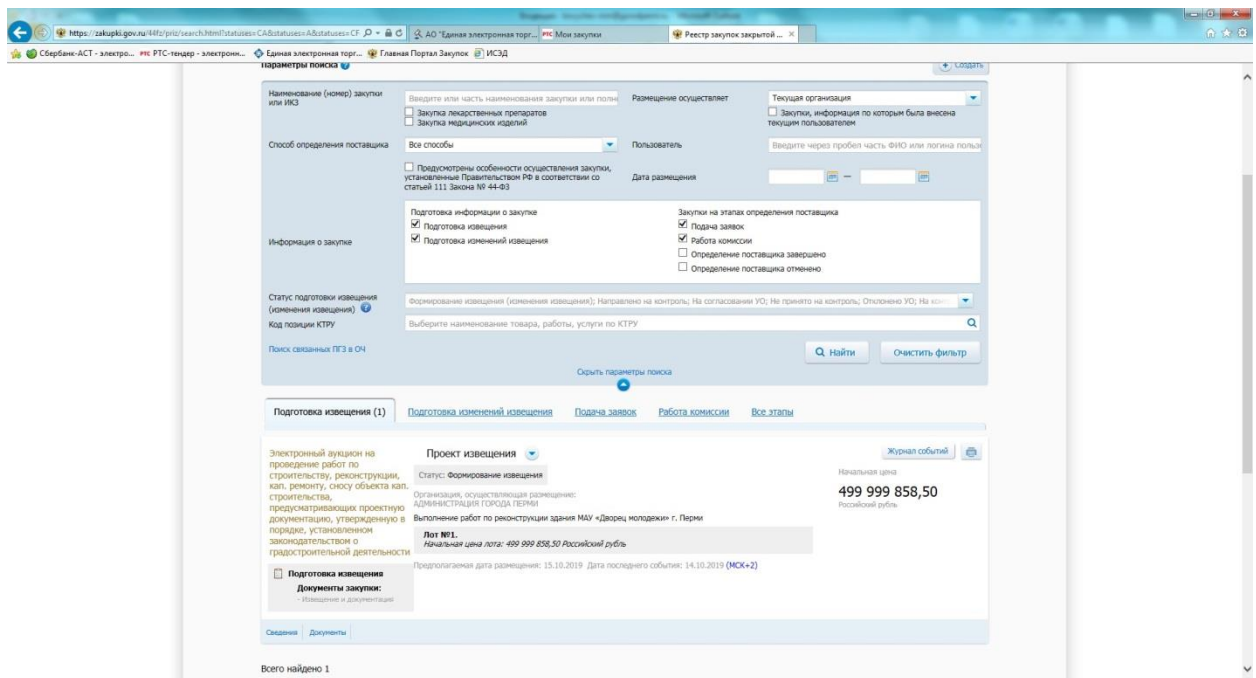 https://zakupki.gov.ru/44fz/priz/search.html?statuses=CA&statuses=A&statuses=CF
АО "Единая электронная торг...
РТС Мои закупки
Реестр закупок закрытой ...
Сбербанк-АСТ - электро...
РТС РТС-тендер - электронн...
Единая электронная торг...
Главная Портал Закупок
ИСЭД
Параметры поиска
Создать
Наименование (номер) закупки
или ИКЗ
Введите или часть наименования закупки или полн
Закупка лекарственных препаратов
Закупка медицинских изделий
Размещение осуществляет
Текущая организация
Закупки, информация по которым была внесена
текущим пользователем
Способ определения поставщика
Все способы
Пользователь
Введите через пробел часть ФИО или логина польз
Предусмотрены особенности осуществления закупки,
установленные Правительством РФ в соответствии со
статьей 111 Закона № 44-ФЗ
Дата размещения
—
Информация о закупке
Подготовка информации о закупке
Подготовка извещения
Подготовка изменений извещения
Закупки на этапах определения поставщика
Подача заявок
Работа комиссии
Определение поставщика завершено
Определение поставщика отменено
Статус подготовки извещения
(изменения извещения)
Формирование извещения (изменения извещения); Направлено на контроль; На согласовании УО; Не принято на контроль; Отклонено УО; На
Код позиции КТРУ
Выберите наименование товара, работы, услуги по КТРУ
Поиск связанных ПГЗ в ОЧ
Найти
Очистить фильтр
Скрыть параметры поиска
Подготовка извещения (1)
Подготовка изменений извещения
Подача заявок
Работа комиссии
Все этапы
Электронный аукцион на
проведение работ по
строительству, реконструкции,
кап. ремонту, сносу объекта кап.
строительства,
предусматривающих проектную
документацию, утвержденную в
порядке, установленном
законодательством о
градостроительной деятельности
Подготовка извещения
Документы закупки:
- Извещение и документация
Проект извещения
Статус: Формирование извещения
Организация, осуществляющая размещение:
АДМИНИСТРАЦИЯ ГОРОДА ПЕРМИ
Выполнение работ по реконструкции здания МАУ «Дворец молодежи» г. Перми
Лот №1.
Начальная цена лота: 499 999 858,50 Российский рубль
Предполагаемая дата размещения: 15.10.2019 Дата последнего события: 14.10.2019 (МСК+2)
Журнал событий
Начальная цена
499 999 858,50
Российский рубль
Сведения
Документы
Всего найдено 1